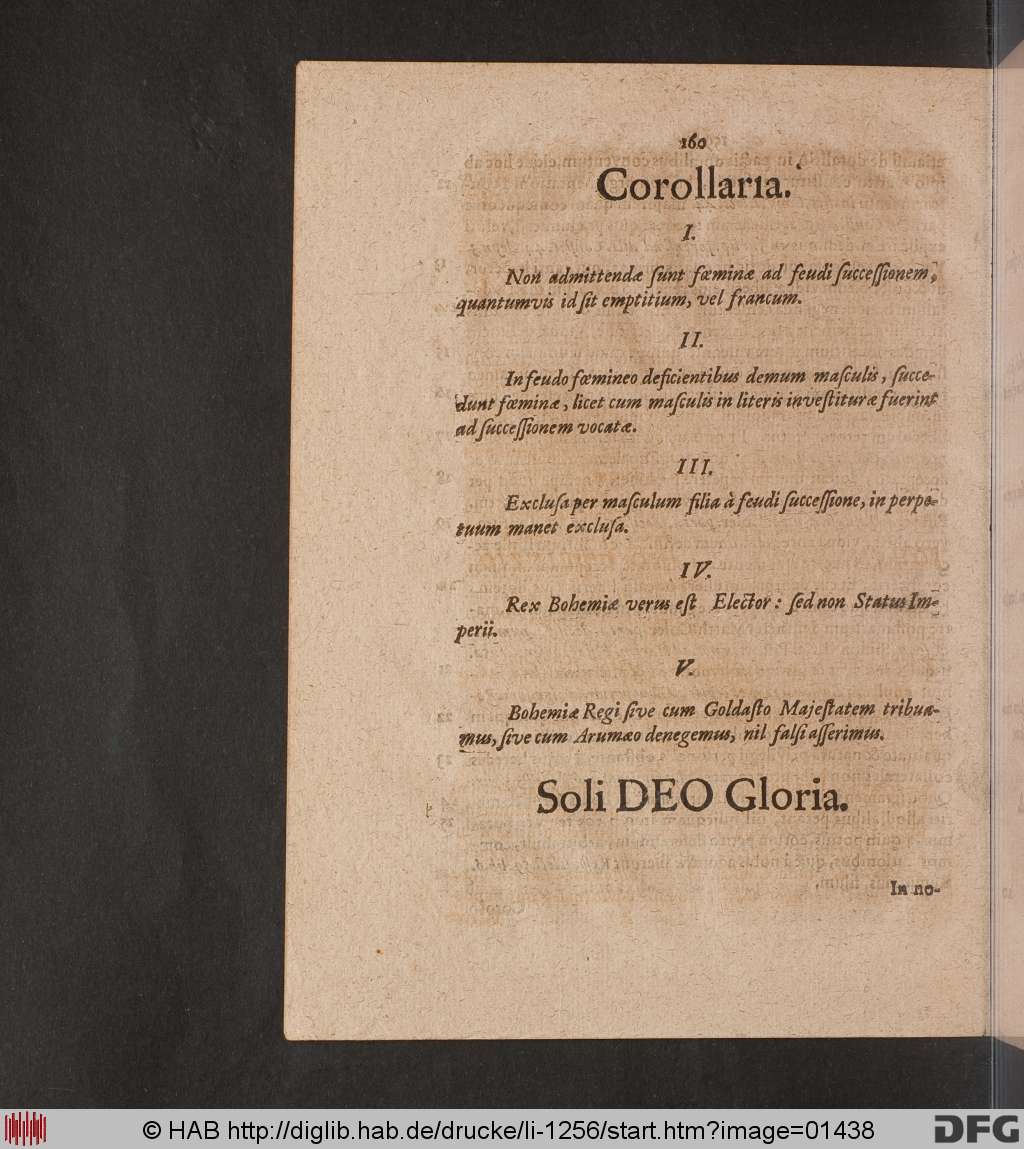 160
Corollaria.
I.
Non admittendæ ſunt fœminæ ad feudi ſucceſſionem,
quantumvis id ſit emptitium, vel francum.
II.
In feudo fœmineo deficientibus demum maſculis, ſucce-
dunt fœminæ, licet cum maſculis in literis inveſtituræ fuerint
ad ſucceſſionem vocatæ.
III.
Excluſa per maſculum filia à feudi ſucceſſione, in perpe-
tuum manet excluſa.
IV.
Rex Bohemiæ verus eſt Elector: ſed non Status Im-
perii.
V.
Bohemiæ Regi ſive cum Goldaſto Majeſtatem tribua-
mus, ſive cum Arumæo denegemus, nil falſi aſſerimus.
Soli DEO Gloria.
In no-
© HAB http://diglib.hab.de/drucke/li-1256/start.htm?image=01438
DFG